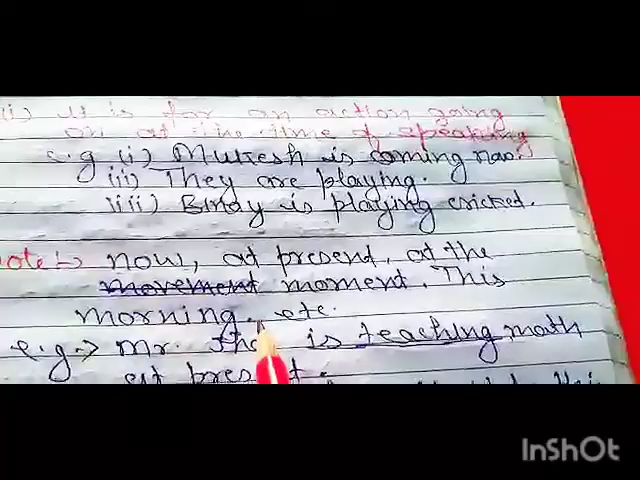 (i) It is for an action going
on at the time of speaking
e.g (i) Mukesh is coming now.
(ii) They are playing.
(iii) is playing cricket.
Note :- now, at present, at the
movement moment. This
morning. etc.
e.g.-> Mr. is teaching math
at present.
InShOt